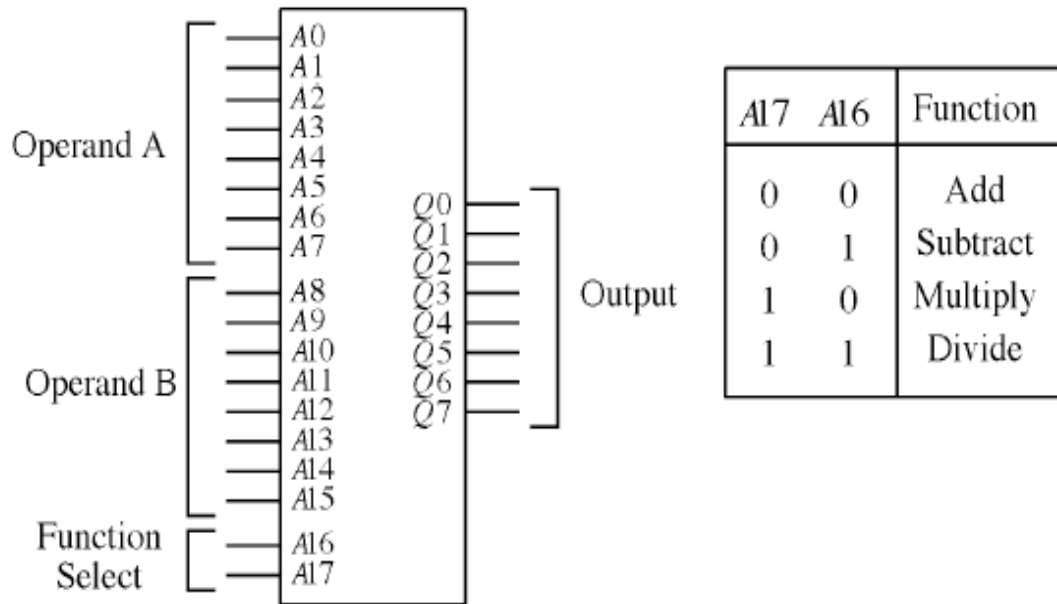 Operand A
A0
A1
A2
A3
A4
A5
A6
A7
Operand B
A8
A9
A10
A11
A12
A13
A14
A15
Function
Select
A16
A17
Q0
Q1
Q2
Q3
Q4
Q5
Q6
Q7
Output
A17 A16 Function
0 0 Add
0 1 Subtract
1 0 Multiply
1 1 Divide